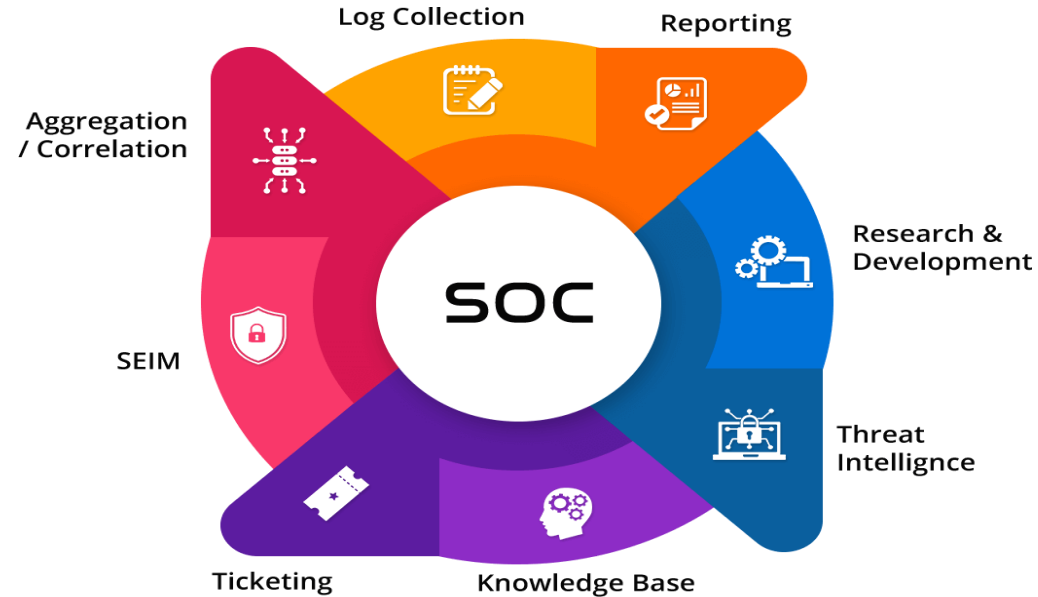 Log Collection
Reporting
Aggregation
/ Correlation
Research &
Development
SOC
SEIM
Threat
Intellignce
Ticketing
Knowledge Base